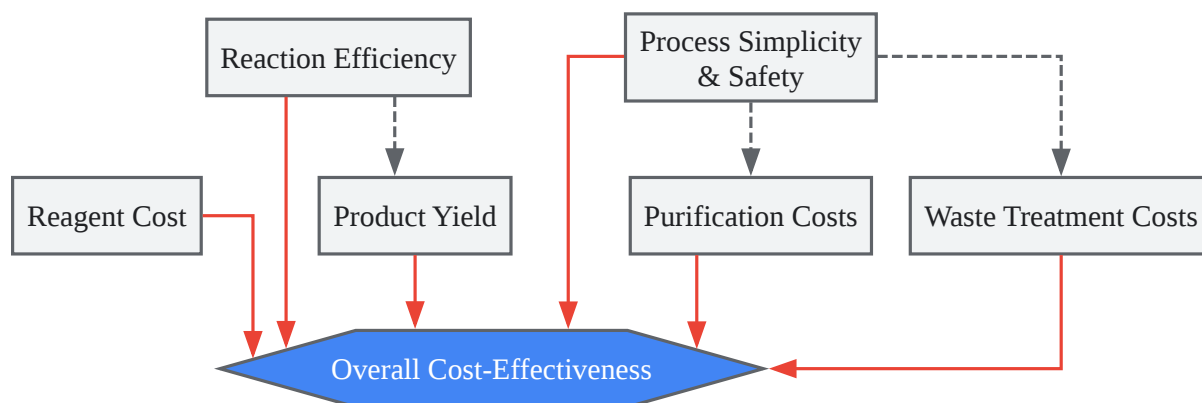 Reaction Efficiency
Process Simplicity
& Safety
Reagent Cost
Product Yield
Purification Costs
Waste Treatment Costs
Overall Cost-Effectiveness